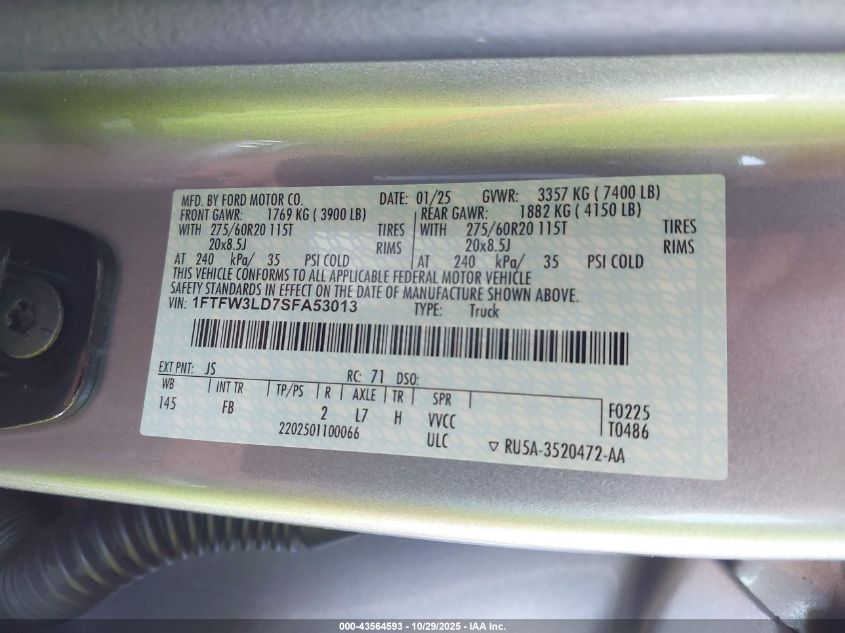 MFD. BY FORD MOTOR CO. DATE: 01/25 GVWR: 3357 KG ( 7400 LB)
FRONT GAWR: 1769 KG ( 3900 LB) REAR GAWR: 1882 KG ( 4150 LB)
WITH 275/60R20 115T TIRES WITH 275/60R20 115T TIRES
20x8.5J RIMS 20x8.5J RIMS
AT 240 kPa/ 35 PSI COLD AT 240 kPa/ 35 PSI COLD
THIS VEHICLE CONFORMS TO ALL APPLICABLE FEDERAL MOTOR VEHICLE
SAFETY STANDARDS IN EFFECT ON THE DATE OF MANUFACTURE SHOWN ABOVE.
VIN: 1FTFW3LD7SFA53013 TYPE: Truck
EXT PNT: JS RC: 71 DSO:
WB INT TR TP/PS R AXLE TR SPR
145 FB 2 L7 H VVCC F0225
2202501100066 ULC T0486
▽ RU5A-3520472-AA
000-43564593 / 10/29/2025 - IAA Inc.